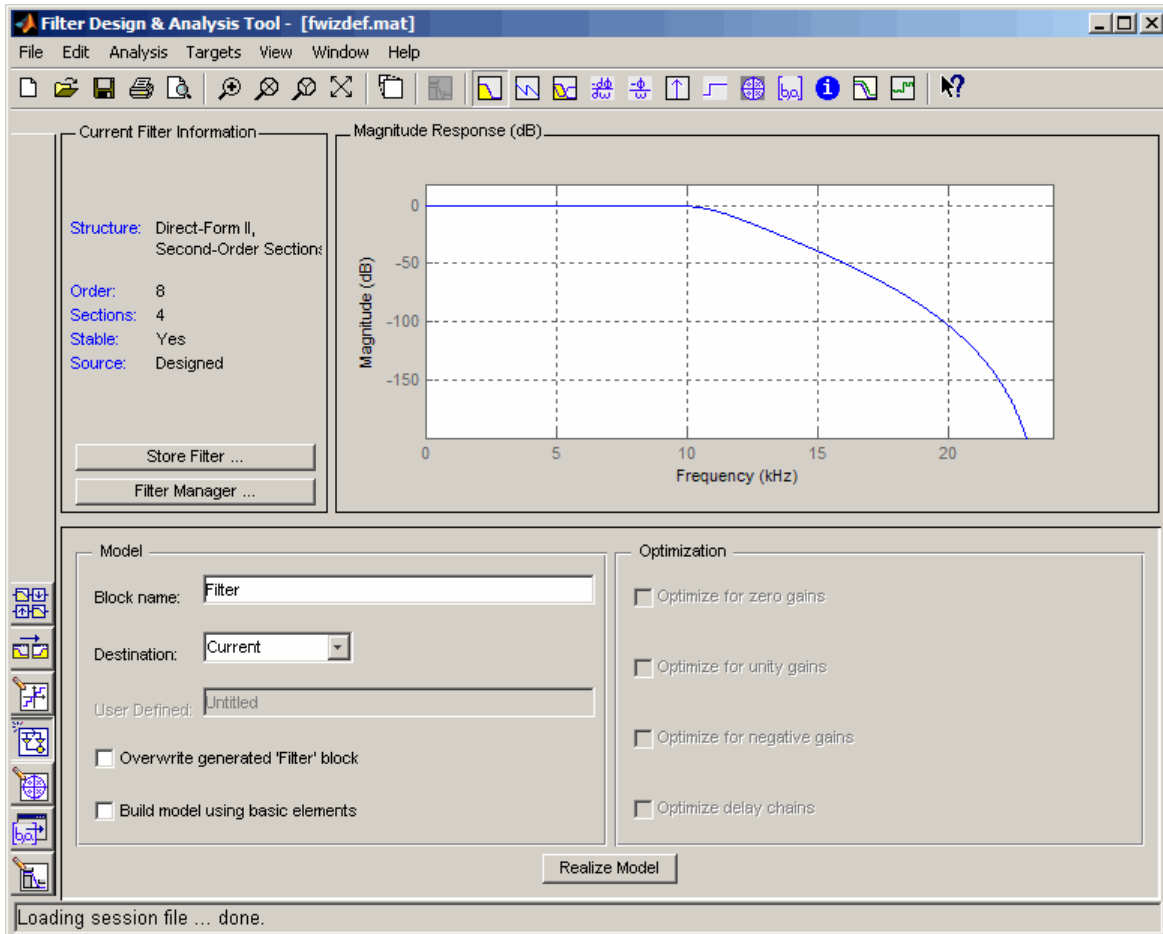 Filter Design & Analysis Tool - [fwizdef.mat]
File Edit Analysis Targets View Window Help
Current Filter Information
Structure: Direct-Form II,
Second-Order Sections
Order: 8
Sections: 4
Stable: Yes
Source: Designed
Store Filter ...
Filter Manager ...
Magnitude Response (dB)
0
-50
-100
-150
Magnitude (dB)
0 5 10 15 20
Frequency (kHz)
Model
Block name: Filter
Destination: Current
User Defined: Untitled
Overwrite generated 'Filter' block
Build model using basic elements
Optimization
Optimize for zero gains
Optimize for unity gains
Optimize for negative gains
Optimize delay chains
Realize Model
Loading session file ... done.